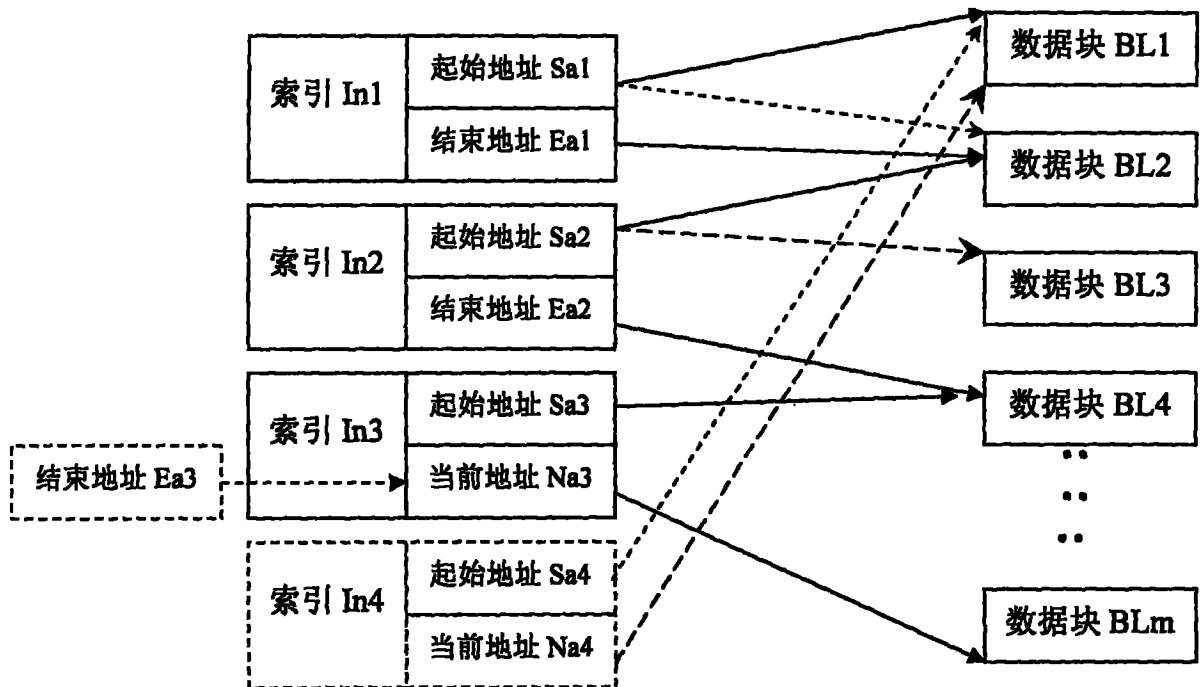 索引 In1
起始地址 Sa1
结束地址 Ea1
索引 In2
起始地址 Sa2
结束地址 Ea2
索引 In3
起始地址 Sa3
当前地址 Na3
结束地址 Ea3
索引 In4
起始地址 Sa4
当前地址 Na4
数据块 BL1
数据块 BL2
数据块 BL3
数据块 BL4
数据块 BLm